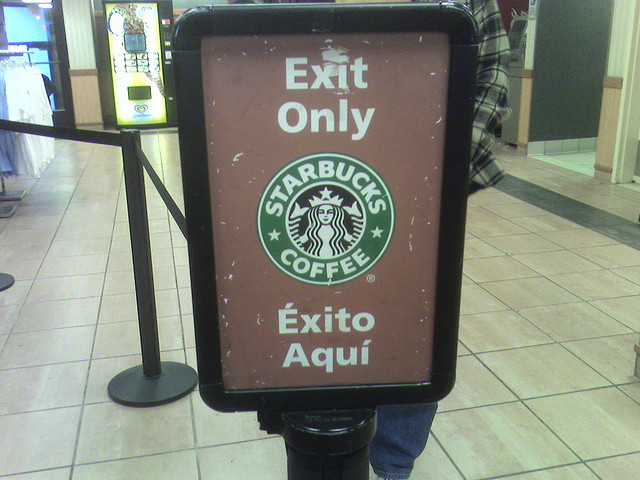 Exit
Only
STARBUCKS
COFFEE
®
Éxito
Aquí